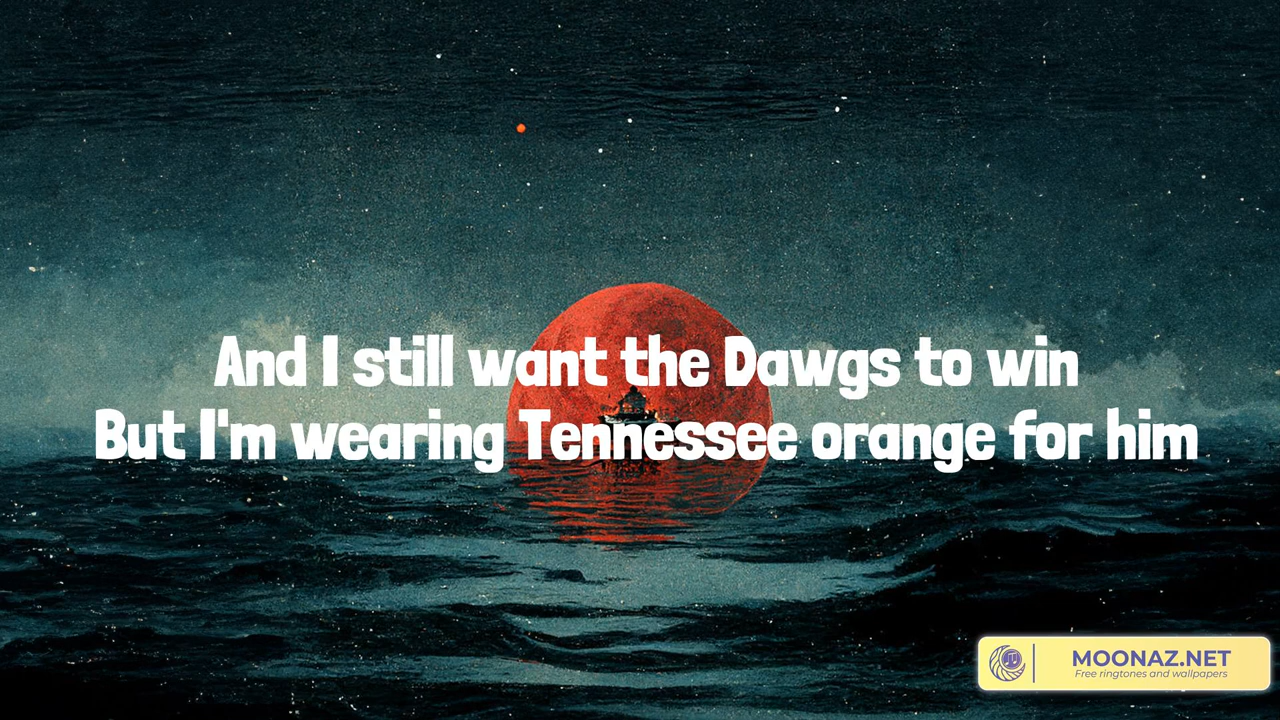 And I still want the Dawgs to win
But I'm wearing Tennessee orange for him
MOONAZ.NET
Free ringtones and wallpapers